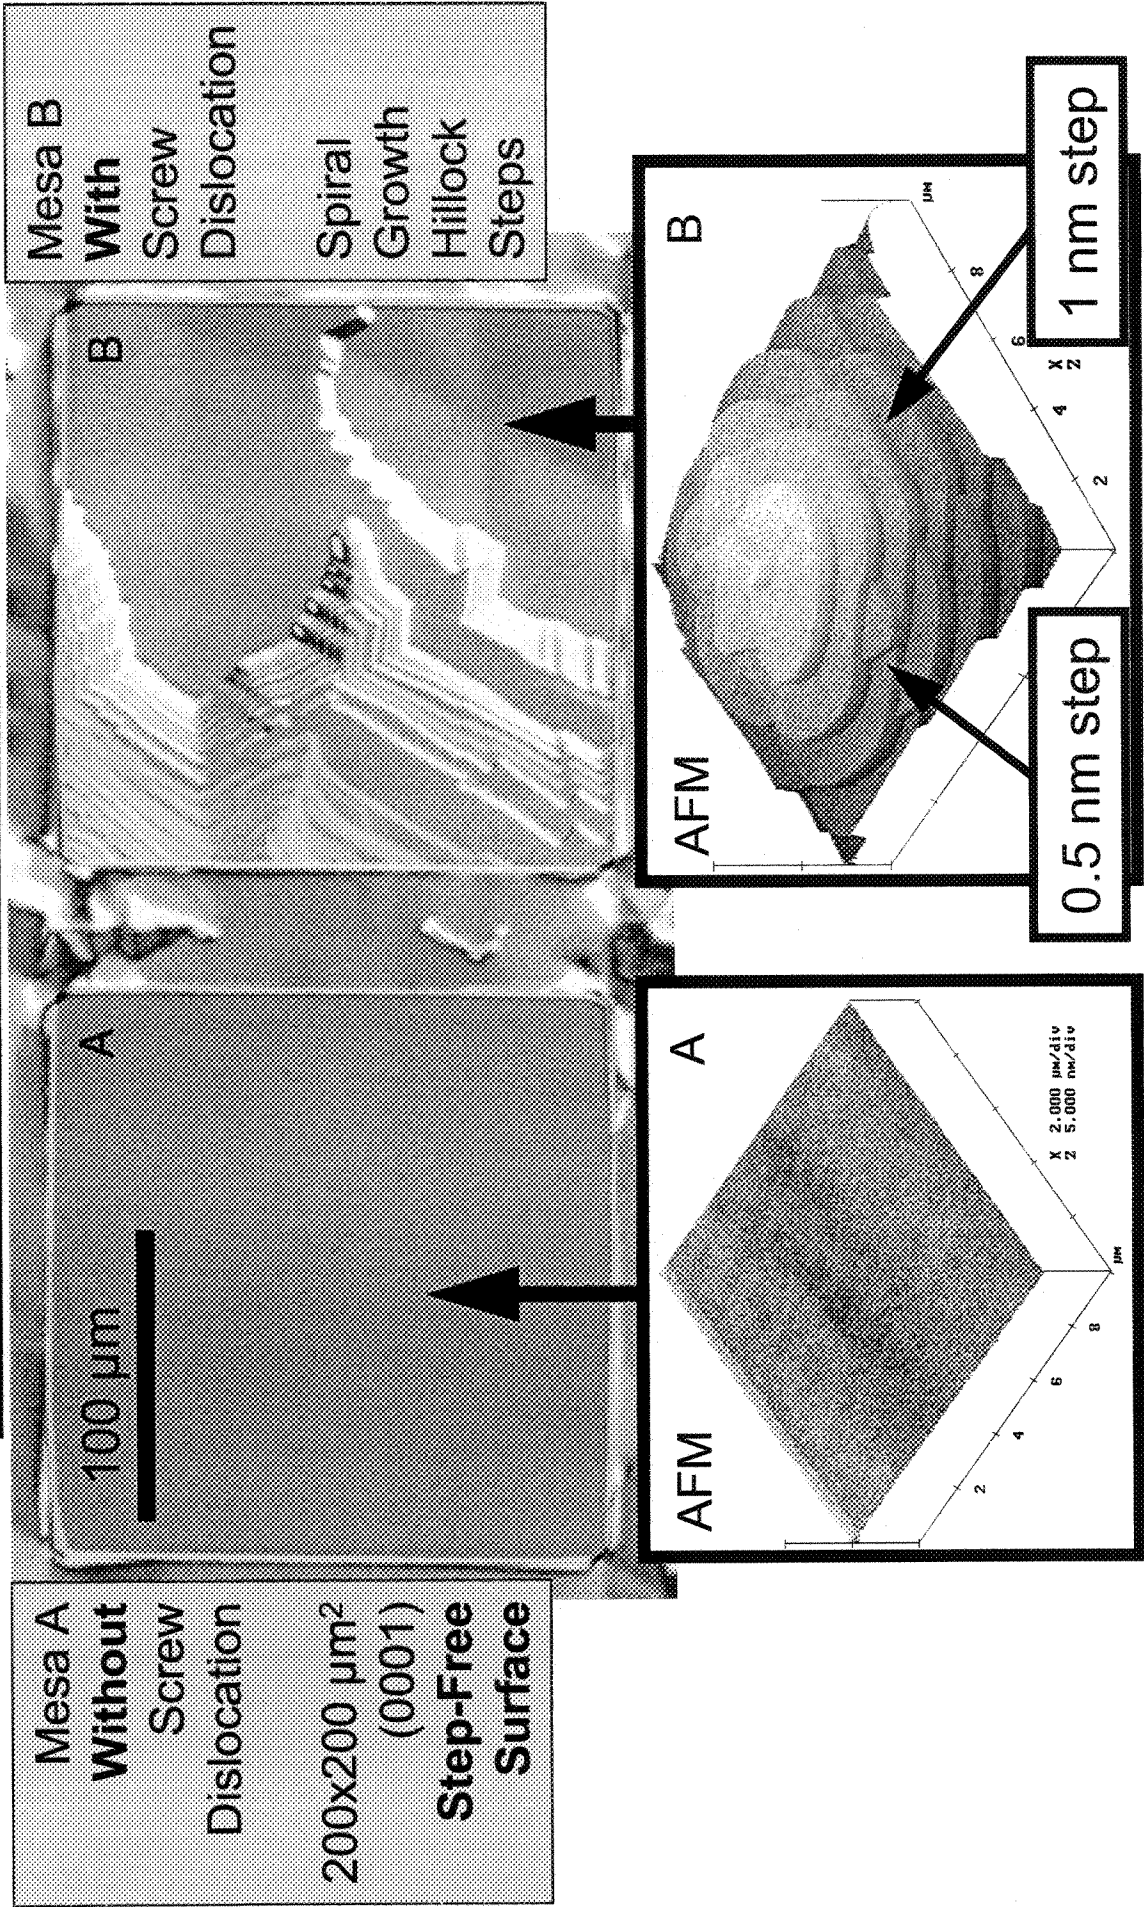 Mesa A
Without
Screw
Dislocation
200x200 µm²
(0001)
Step-Free
Surface
100 µm
A
B
Mesa B
With
Screw
Dislocation
Spiral
Growth
Hillock
Steps
AFM
A
2
4
6
8
µM
X 2.000 µM/div
Z 5.000 nM/div
AFM
B
2
4
6
8
µM
X
Z
0.5 nm step
1 nm step